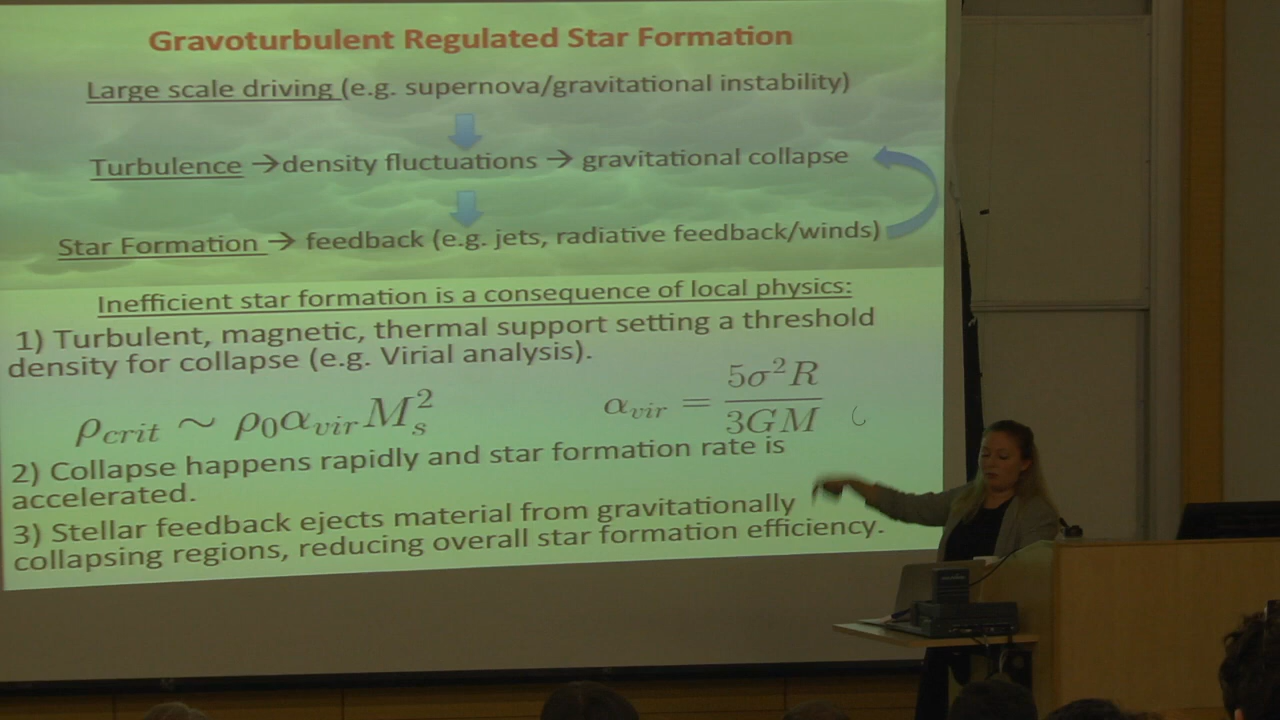 Gravoturbulent Regulated Star Formation
Large scale driving (e.g. supernova/gravitational instability)
Turbulence → density fluctuations → gravitational collapse
Star Formation → feedback (e.g. jets, radiative feedback/winds)
Inefficient star formation is a consequence of local physics:
1) Turbulent, magnetic, thermal support setting a threshold
density for collapse (e.g. Virial analysis).
ρ_crit ∼ ρ_0 α_vir M_s^2
α_vir = 5σ^2 R / 3GM
2) Collapse happens rapidly and star formation rate is
accelerated.
3) Stellar feedback ejects material from gravitationally
collapsing regions, reducing overall star formation efficiency.